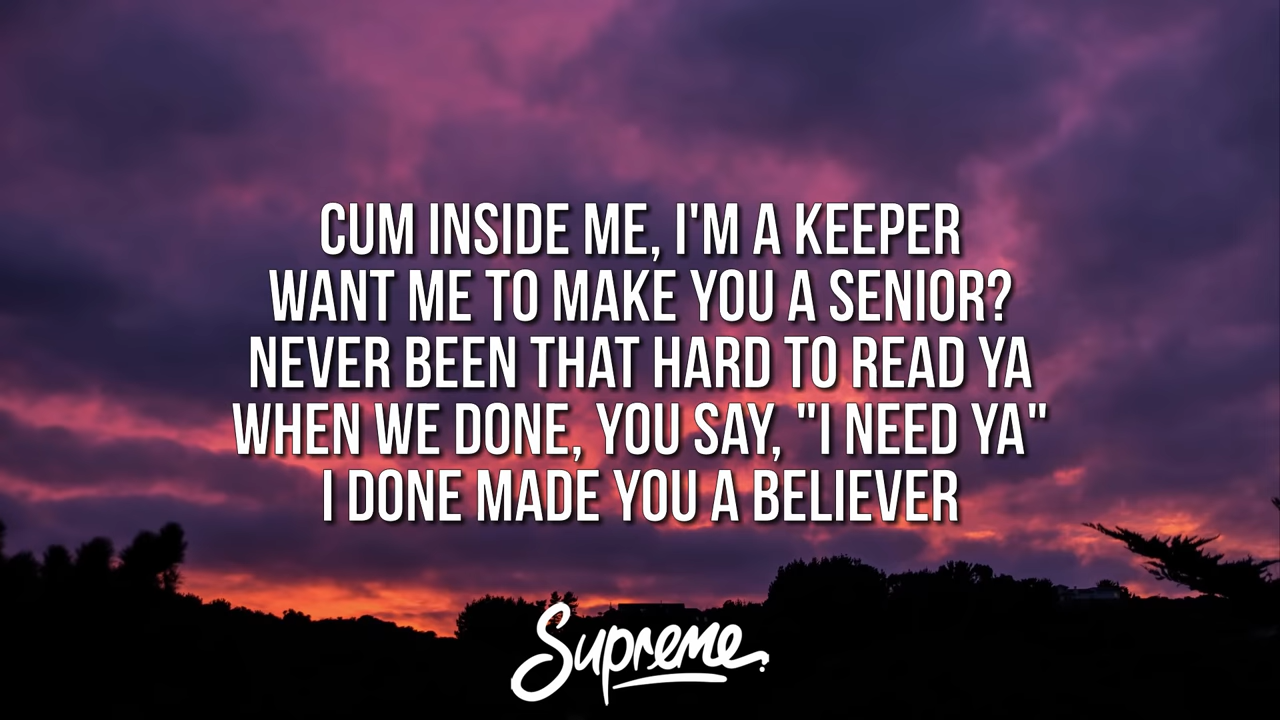 CUM INSIDE ME, I'M A KEEPER
WANT ME TO MAKE YOU A SENIOR?
NEVER BEEN THAT HARD TO READ YA
WHEN WE DONE, YOU SAY, "I NEED YA"
I DONE MADE YOU A BELIEVER
Supreme.